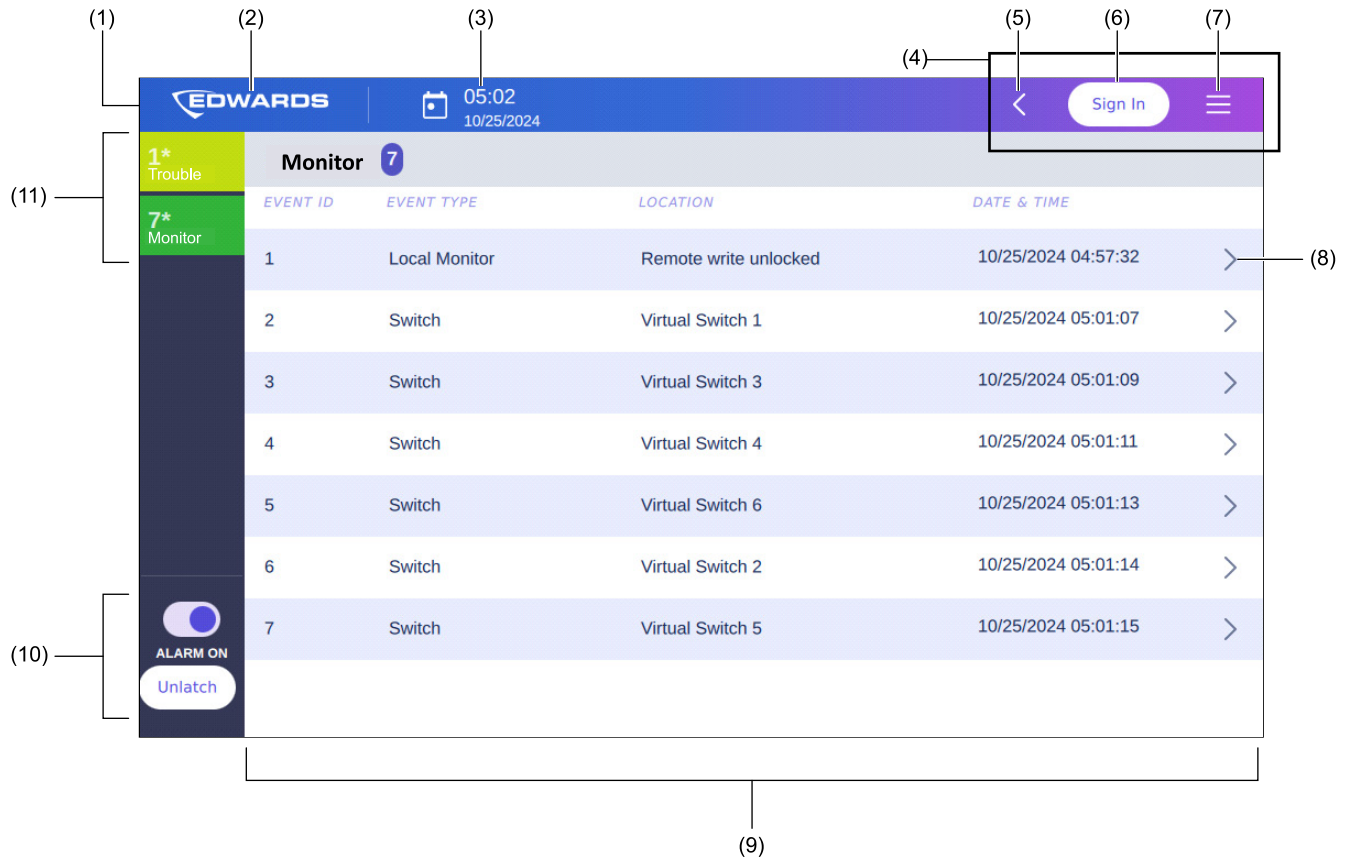 (1) (2) (3) (5) (6) (7)
(4)
EDWARDS 05:02 Sign In
10/25/2024
(11)
1*
Trouble
7*
Monitor
Monitor 7
EVENT ID EVENT TYPE LOCATION DATE & TIME
1 Local Monitor Remote write unlocked 10/25/2024 04:57:32
(8)
2 Switch Virtual Switch 1 10/25/2024 05:01:07
3 Switch Virtual Switch 3 10/25/2024 05:01:09
4 Switch Virtual Switch 4 10/25/2024 05:01:11
5 Switch Virtual Switch 6 10/25/2024 05:01:13
6 Switch Virtual Switch 2 10/25/2024 05:01:14
7 Switch Virtual Switch 5 10/25/2024 05:01:15
(10)
ALARM ON
Unlatch
(9)